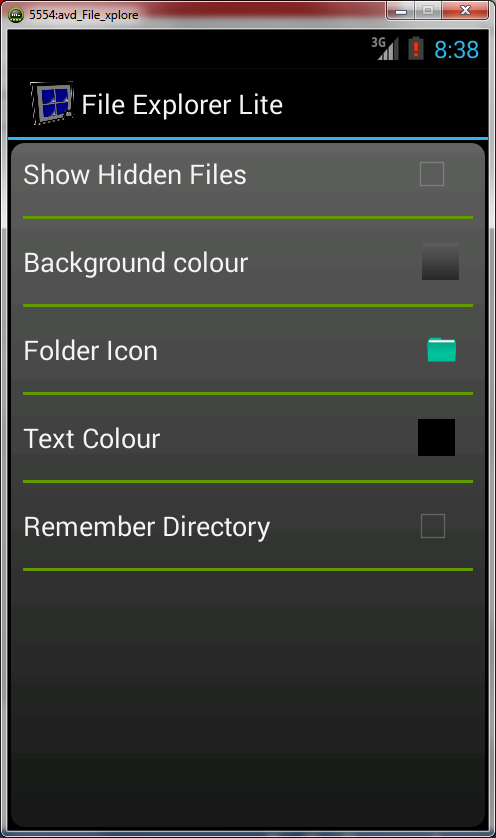 5554:avd_File_xplore
3G 8:38
File Explorer Lite
Show Hidden Files
Background colour
Folder Icon
Text Colour
Remember Directory